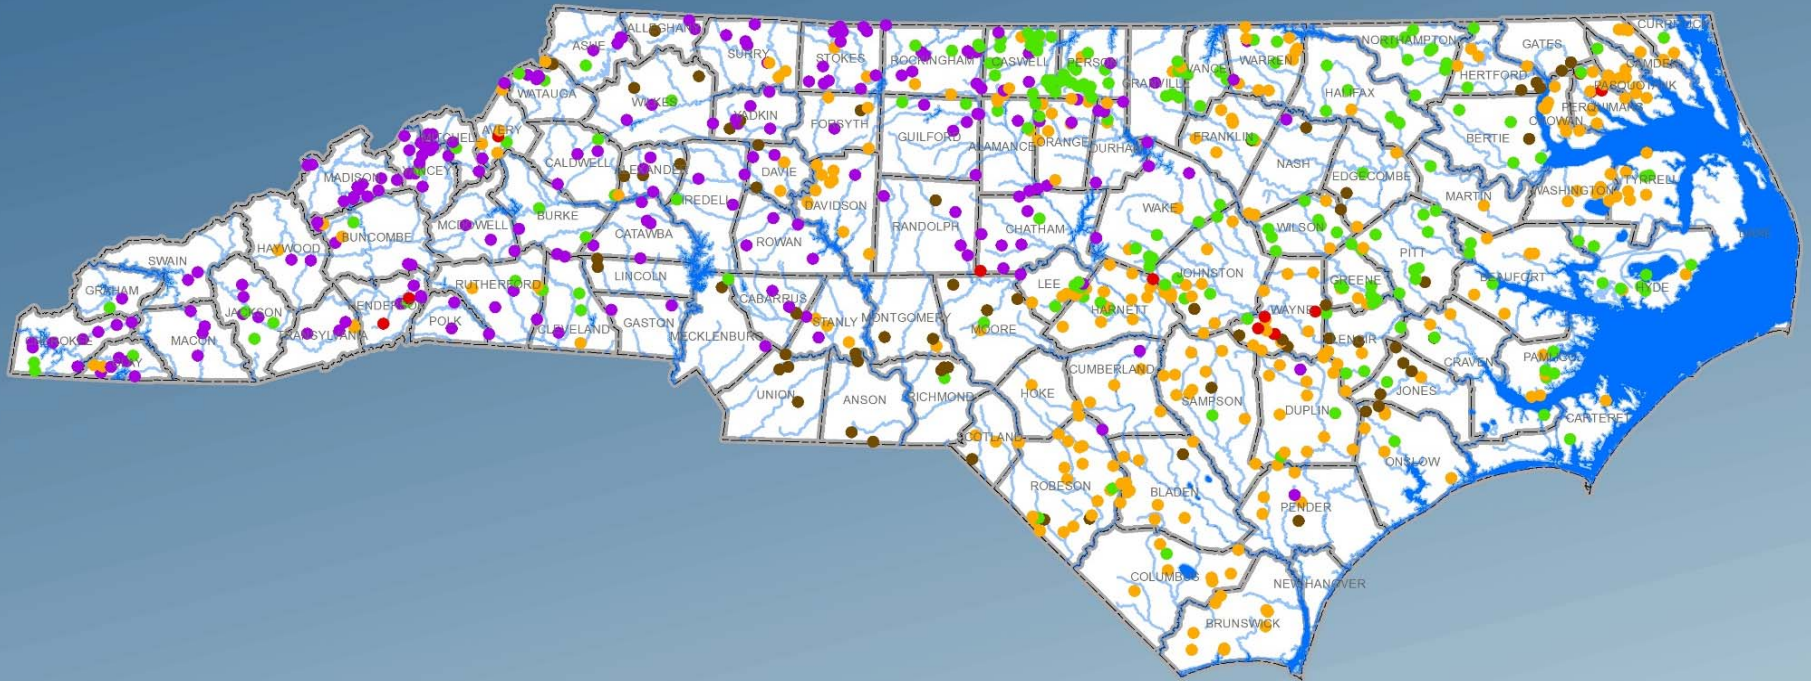 ALLEGHANY
CURRITUCK
ASHE
SURRY
STOKES
ROCKINGHAM
CASWELL
PERSON
GRANVILLE
VANCE
WARREN
NORTHAMPTON
GATES
HERTFORD
CAMDEN
PASQUOTANK
PERQUIMANS
CHOWAN
HALIFAX
WATAUGA
WILKES
YADKIN
FORSYTH
GUILFORD
ALAMANCE
ORANGE
DURHAM
FRANKLIN
NASH
BERTIE
MITCHELL
AVERY
YANCEY
MADISON
CALDWELL
ALEXANDER
DAVIE
IREDELL
DAVIDSON
EDGECOMBE
MARTIN
WASHINGTON
TYRRELL
DARE
HAYWOOD
BUNCOMBE
MCDOWELL
BURKE
CATAWBA
ROWAN
RANDOLPH
CHATHAM
WAKE
WILSON
PITT
BEAUFORT
HYDE
SWAIN
GRAHAM
JACKSON
HENDERSON
RUTHERFORD
LINCOLN
CABARRUS
LEE
HARNETT
JOHNSTON
GREENE
WAYNE
CHEROKEE
CLAY
MACON
TRANSYLVANIA
POLK
CLEVELAND
GASTON
MECKLENBURG
STANLY
MONTGOMERY
MOORE
LENOIR
CRAVEN
PAMLICO
JONES
CARTERET
UNION
ANSON
RICHMOND
HOKE
CUMBERLAND
SAMPSON
DUPLIN
SCOTLAND
ROBESON
BLADEN
ONSLOW
PENDER
COLUMBUS
NEW HANOVER
BRUNSWICK